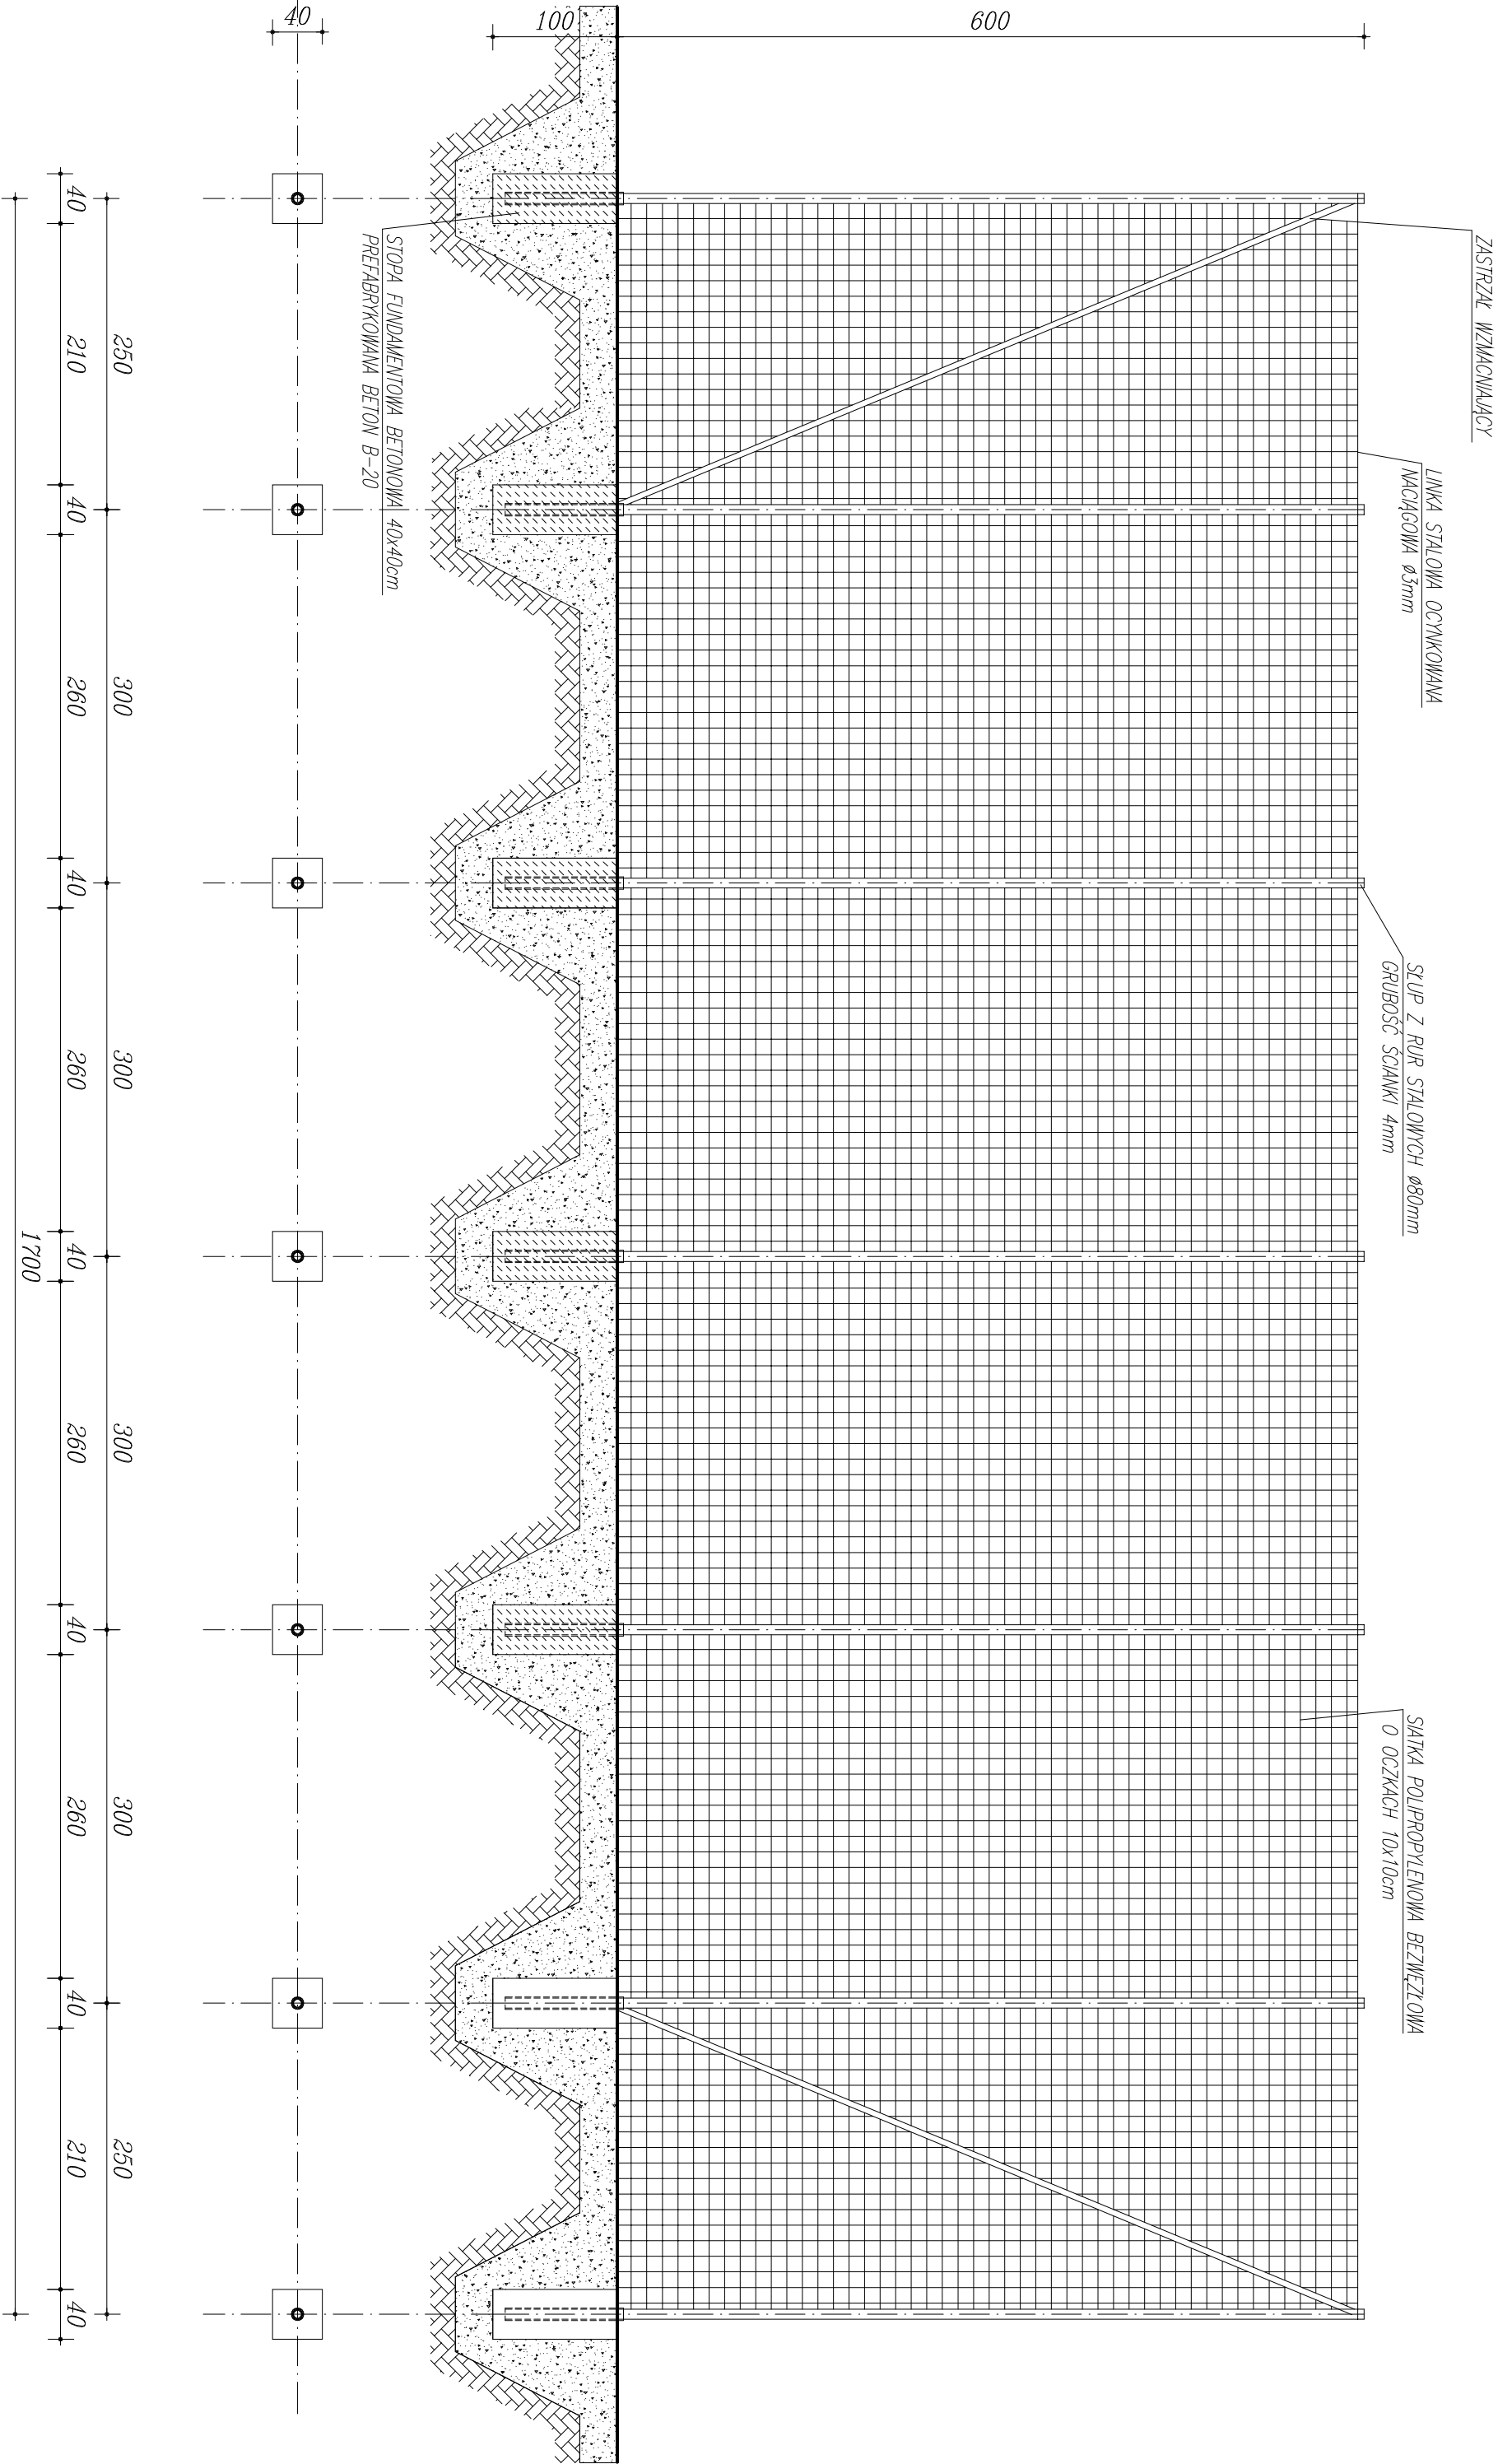 ZASTRZAŁ WZMACNIAJĄCY
LINKA STALOWA OCYNKOWANA
NACIĄGOWA Ø3mm
SŁUP Z RUR STALOWYCH Ø80mm
GRUBOŚĆ ŚCIANKI 4mm
SIATKA POLIPROPYLENOWA BEZWĘZŁOWA
O OCZKACH 10x10cm
600
100
40
STOPA FUNDAMENTOWA BETONOWA 40x40cm
PREFABRYKOWANA BETON B-20
250
300
300
300
300
250
40
210
40
260
40
260
40
260
40
260
40
210
40
1700